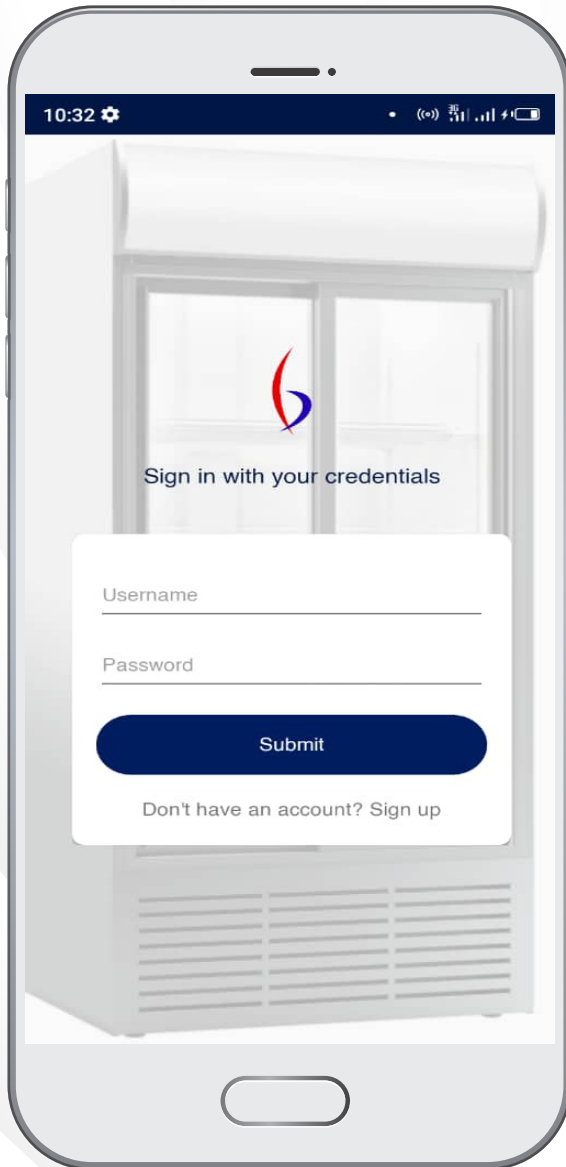 10:32
Sign in with your credentials
Username
Password
Submit
Don't have an account? Sign up